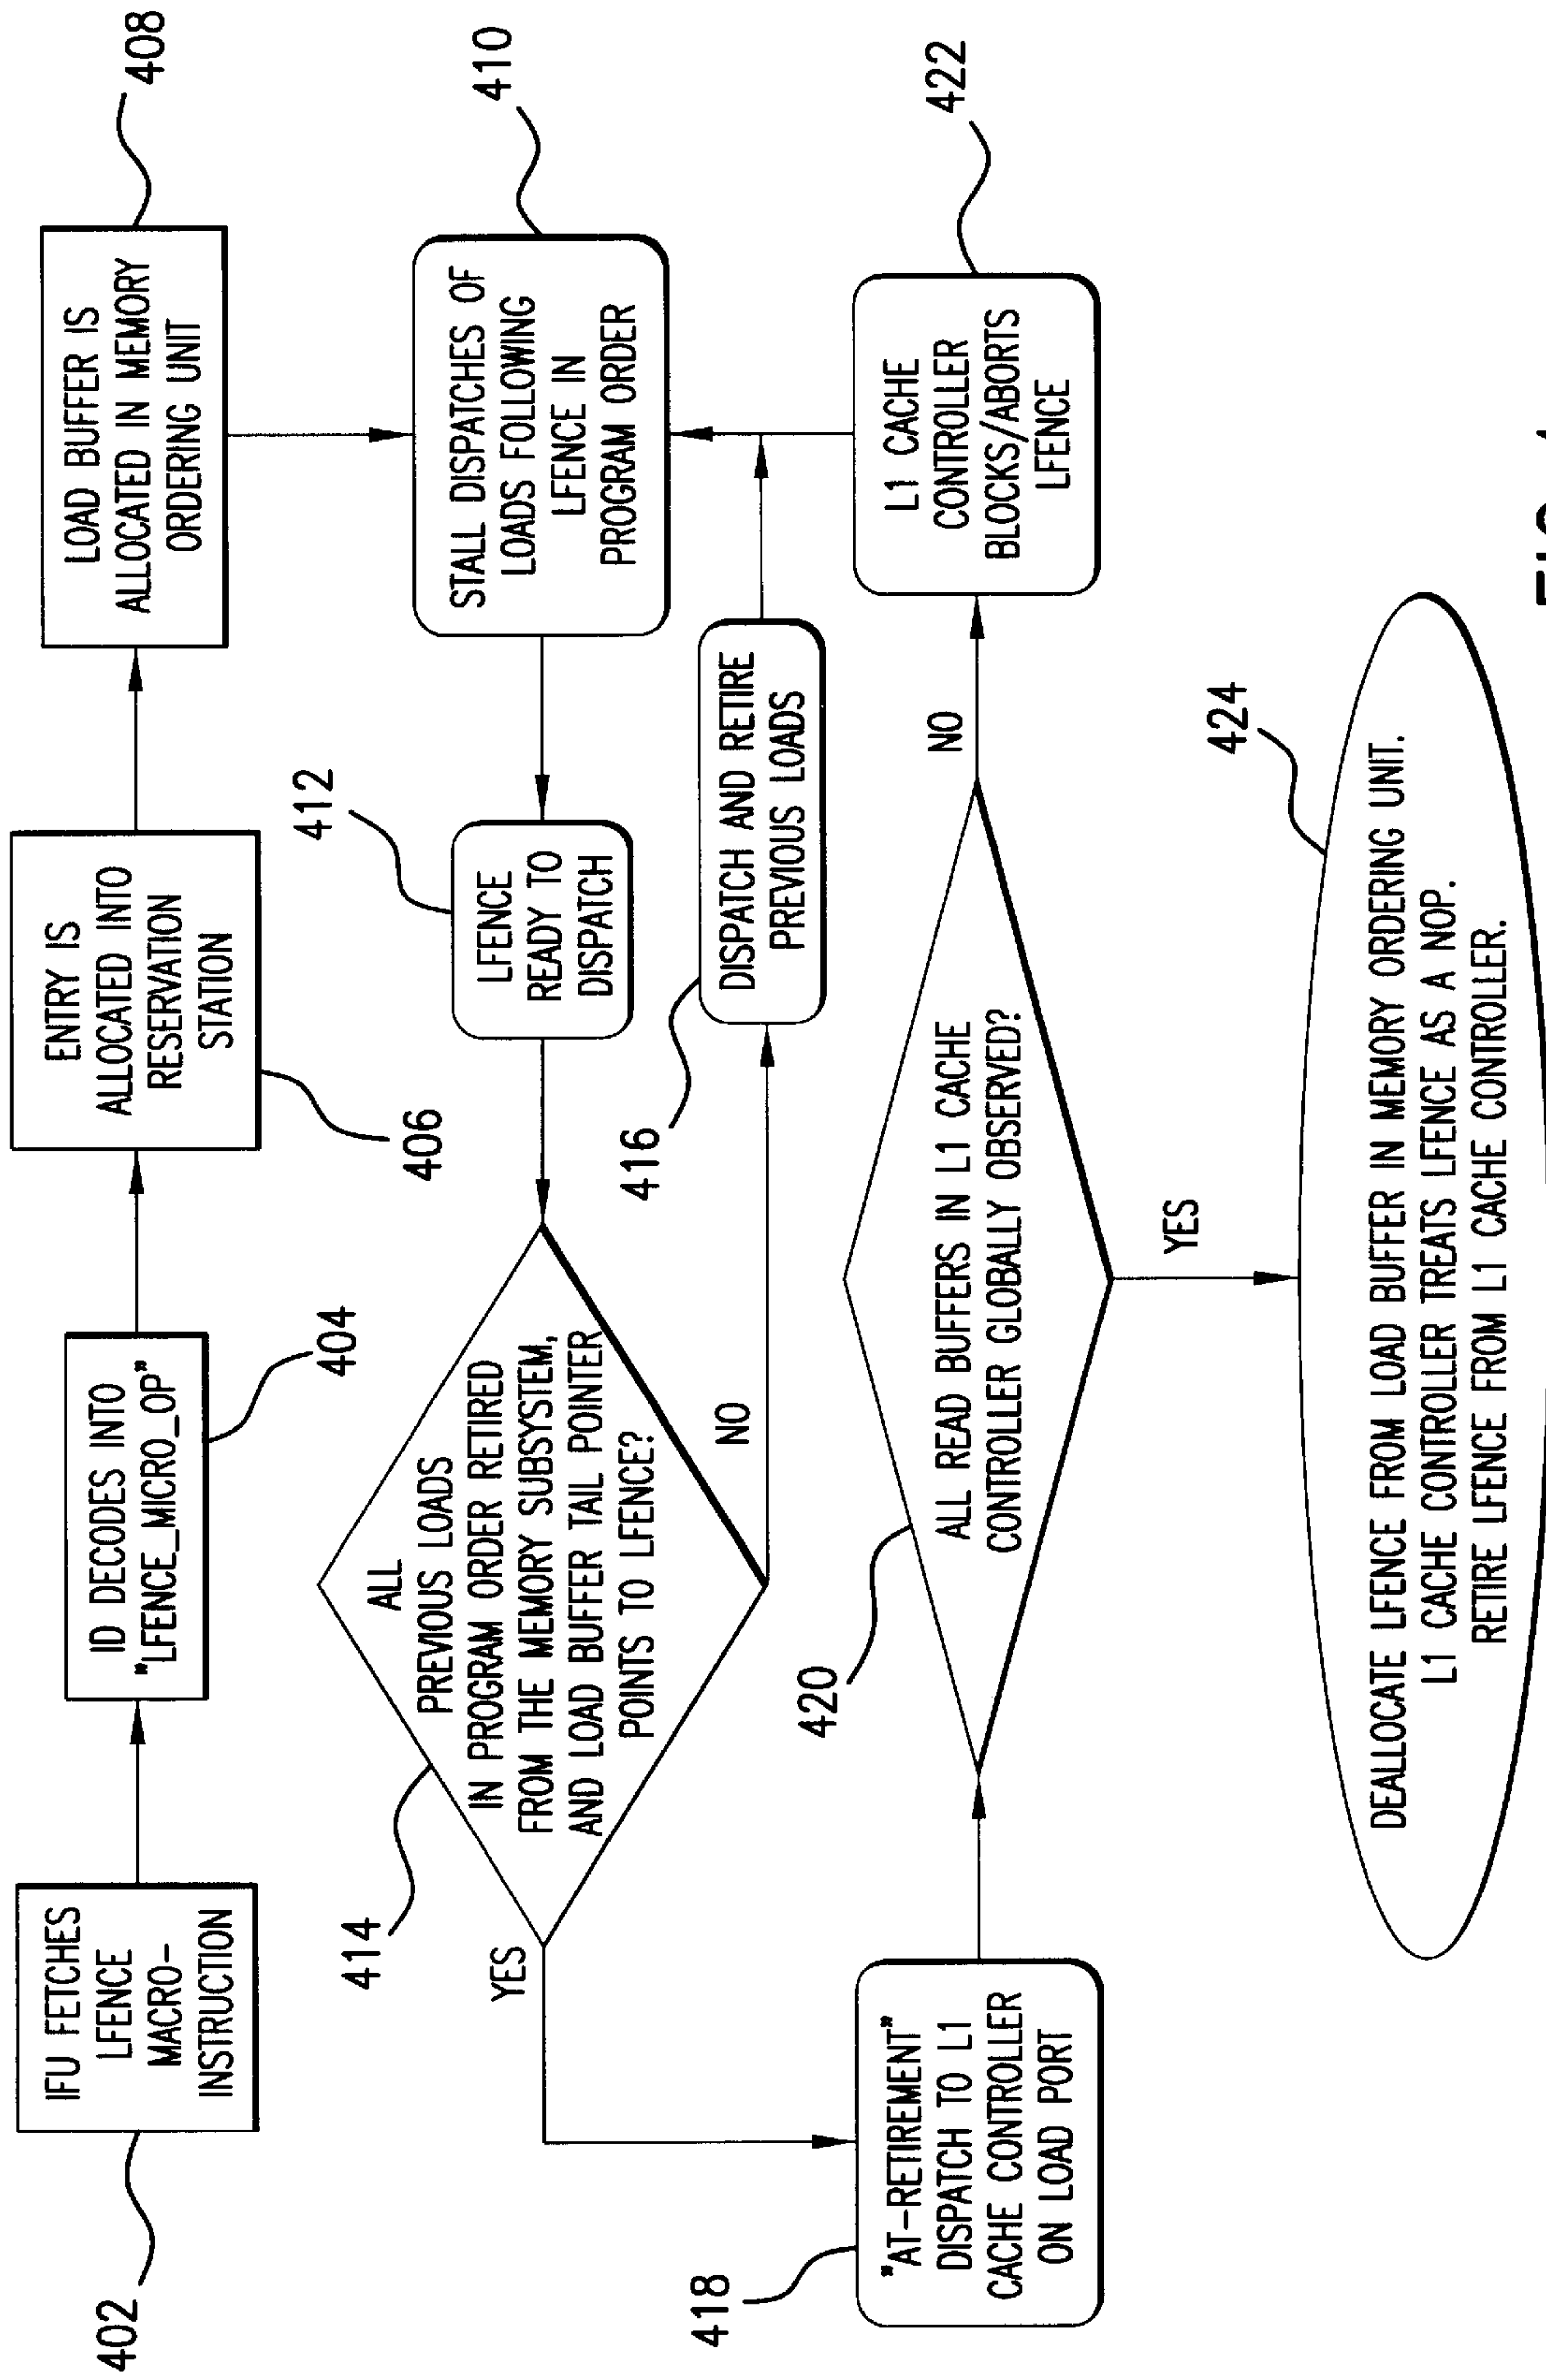 402
IFU FETCHES
LFENCE
MACRO-
INSTRUCTION
ID DECODES INTO
"LFENCE_MICRO_OP"
404
ENTRY IS
ALLOCATED INTO
RESERVATION
STATION
406
LOAD BUFFER IS
ALLOCATED IN MEMORY
ORDERING UNIT
408
STALL DISPATCHES OF
LOADS FOLLOWING
LFENCE IN
PROGRAM ORDER
410
412
LFENCE
READY TO
DISPATCH
414
ALL
PREVIOUS LOADS
IN PROGRAM ORDER RETIRED
FROM THE MEMORY SUBSYSTEM,
AND LOAD BUFFER TAIL POINTER
POINTS TO LFENCE?
YES
NO
416
DISPATCH AND RETIRE
PREVIOUS LOADS
418
"AT-RETIREMENT"
DISPATCH TO L1
CACHE CONTROLLER
ON LOAD PORT
420
ALL READ BUFFERS IN L1 CACHE
CONTROLLER GLOBALLY OBSERVED?
NO
YES
L1 CACHE
CONTROLLER
BLOCKS/ABORTS
LFENCE
422
424
DEALLOCATE LFENCE FROM LOAD BUFFER IN MEMORY ORDERING UNIT.
L1 CACHE CONTROLLER TREATS LFENCE AS A NOP.
RETIRE LFENCE FROM L1 CACHE CONTROLLER.